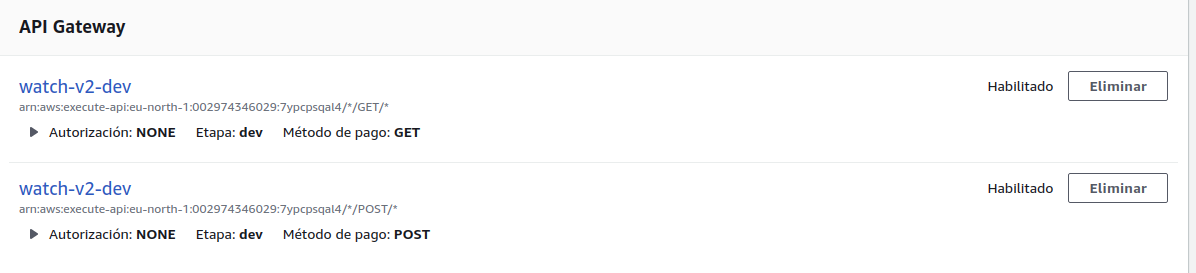 API Gateway
watch-v2-dev
Habilitado
Eliminar
arn:aws:execute-api:eu-north-1:002974346029:7ypcpsqal4/*/GET/*
Autorización: NONE Etapa: dev Método de pago: GET
watch-v2-dev
Habilitado
Eliminar
arn:aws:execute-api:eu-north-1:002974346029:7ypcpsqal4/*/POST/*
Autorización: NONE Etapa: dev Método de pago: POST